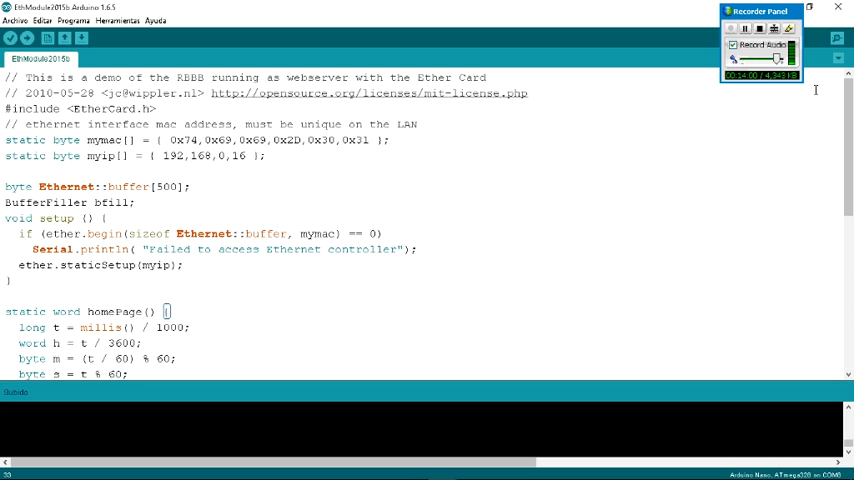 EthModule2015b Arduino 1.6.5
Archivo Editar Programa Herramientas Ayuda
Recorder Panel
Record Audio
00:14:00 / 4,343 KB
EthModule2015b
// This is a demo of the RBBB running as webserver with the Ether Card
// 2010-05-28 <jc@wippler.nl> http://opensource.org/licenses/mit-license.php
#include <EtherCard.h>
// ethernet interface mac address, must be unique on the LAN
static byte mymac[] = { 0x74,0x69,0x69,0x2D,0x30,0x31 };
static byte myip[] = { 192,168,0,16 };
byte Ethernet::buffer[500];
BufferFiller bfill;
void setup () {
if (ether.begin(sizeof Ethernet::buffer, mymac) == 0)
Serial.println( "Failed to access Ethernet controller");
ether.staticSetup(myip);
}
static word homePage() {
long t = millis() / 1000;
word h = t / 3600;
byte m = (t / 60) % 60;
byte s = t % 60;
Subido
33
Arduino Nano, ATmega328 on COM8